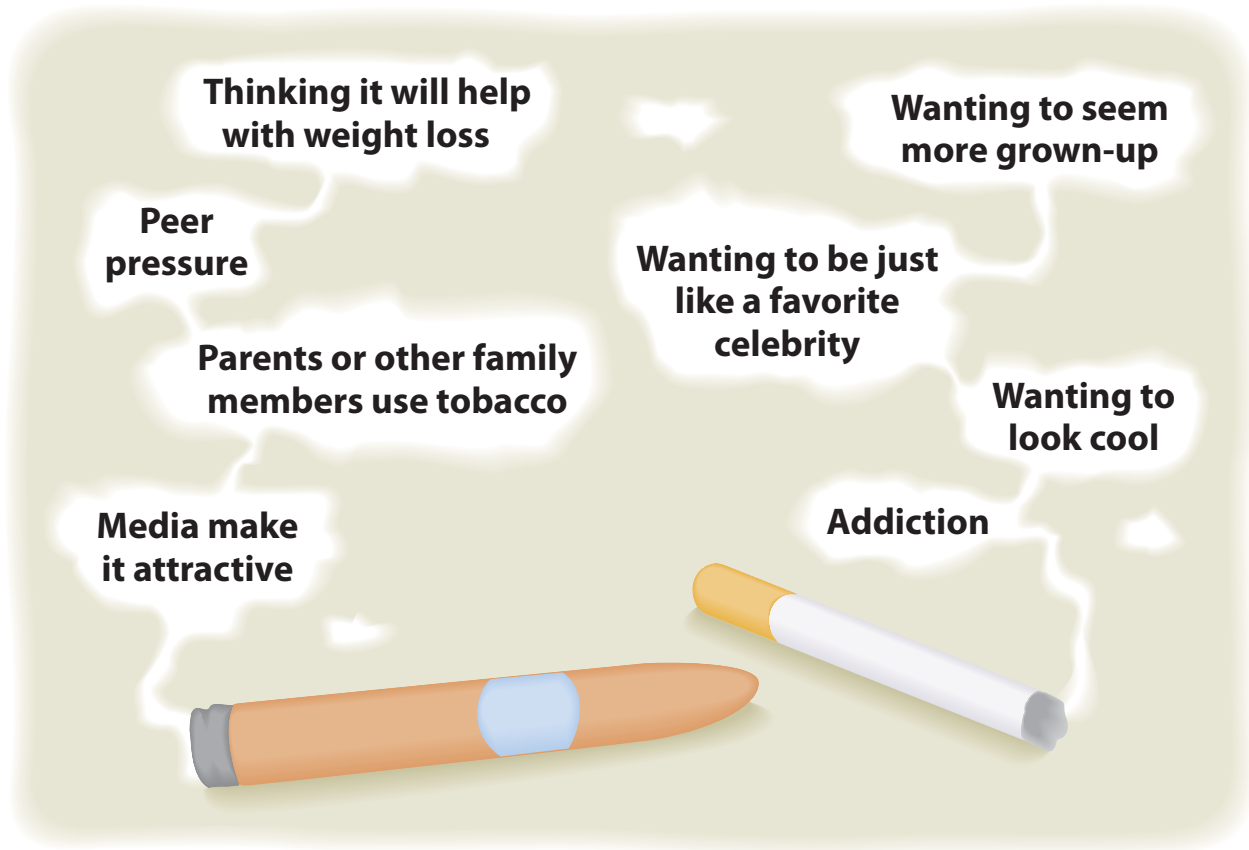 Thinking it will help
with weight loss
Peer
pressure
Parents or other family
members use tobacco
Media make
it attractive
Wanting to seem
more grown-up
Wanting to be just
like a favorite
celebrity
Wanting to
look cool
Addiction